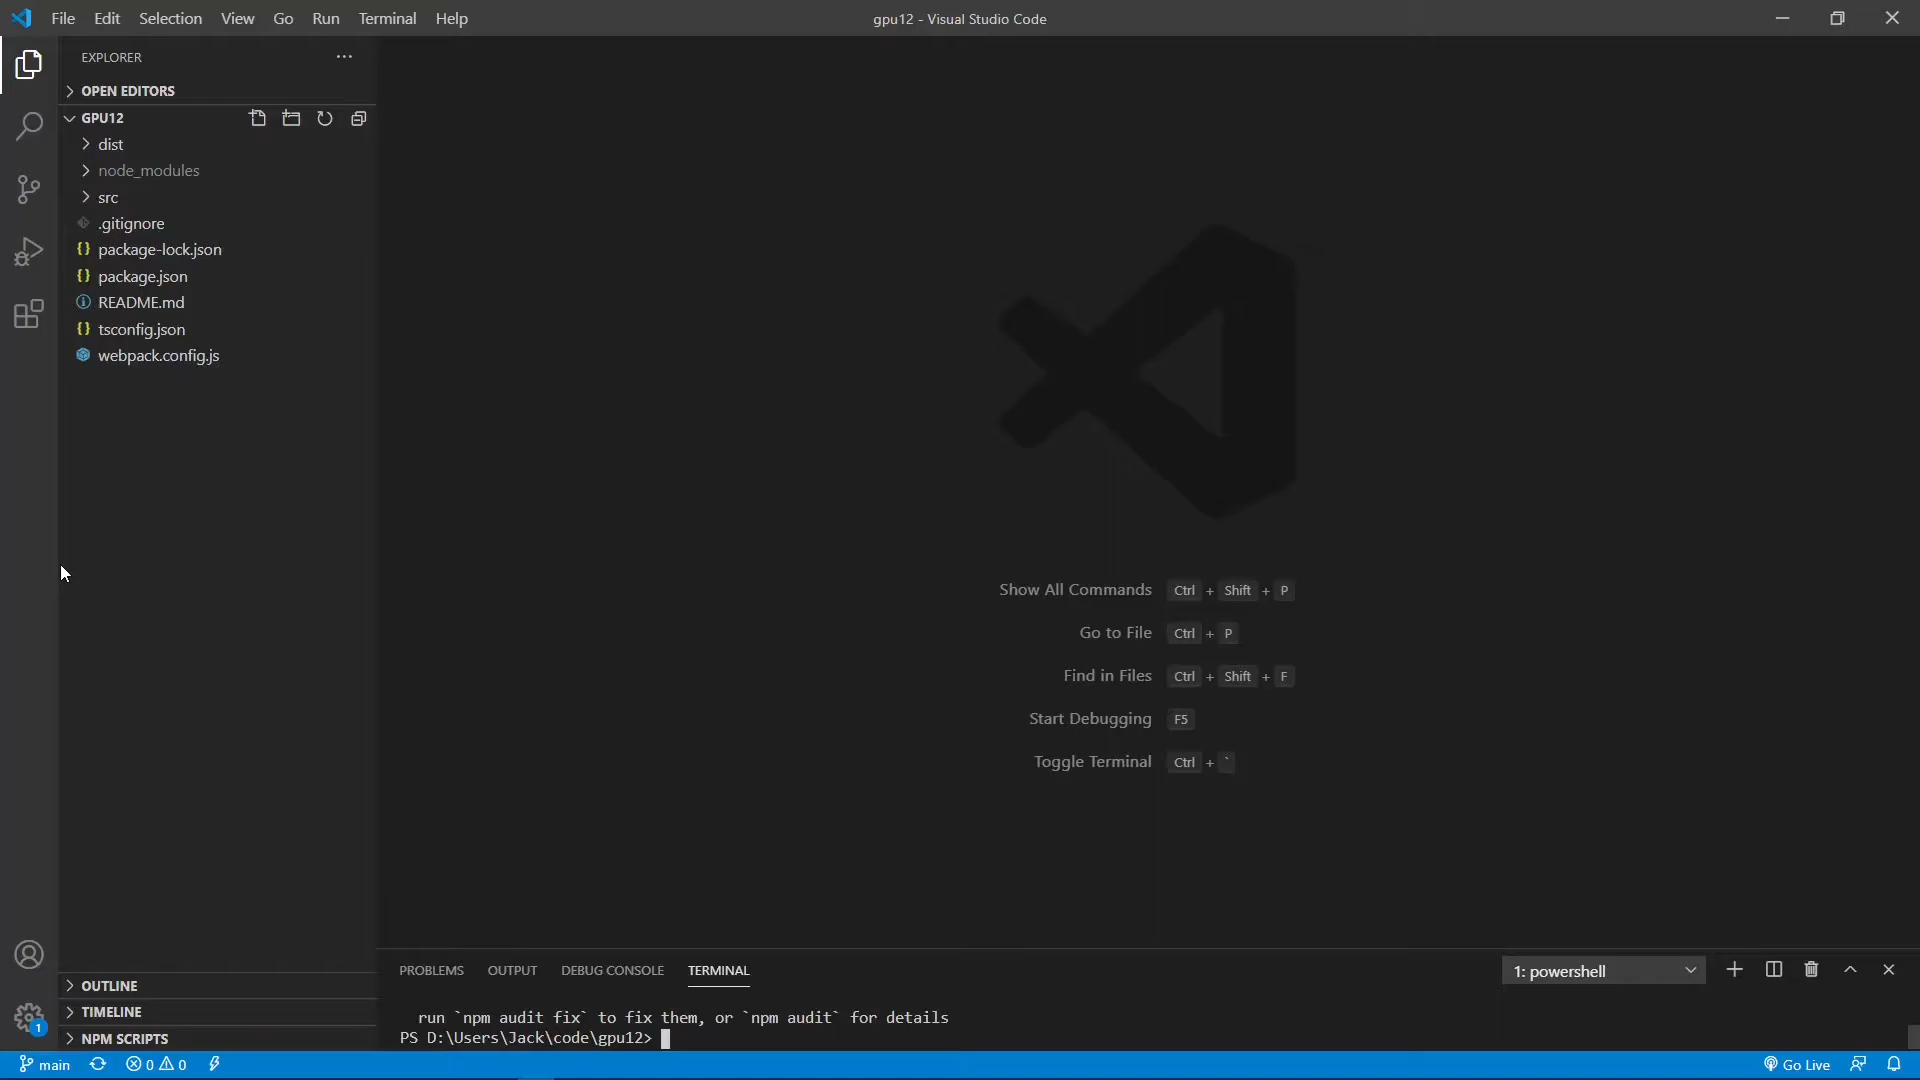 File Edit Selection View Go Run Terminal Help
gpu12 - Visual Studio Code
EXPLORER
OPEN EDITORS
GPU12
dist
node_modules
src
.gitignore
package-lock.json
package.json
README.md
tsconfig.json
webpack.config.js
Show All Commands Ctrl + Shift + P
Go to File Ctrl + P
Find in Files Ctrl + Shift + F
Start Debugging F5
Toggle Terminal Ctrl + `
OUTLINE
TIMELINE
NPM SCRIPTS
PROBLEMS OUTPUT DEBUG CONSOLE TERMINAL
1: powershell
run `npm audit fix` to fix them, or `npm audit` for details
PS D:\Users\Jack\code\gpu12>
1
main 0 0 Go Live